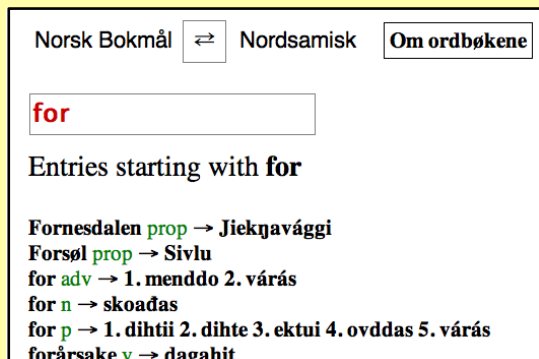 Norsk Bokmål ⇄ Nordsamisk Om ordbøkene
for
Entries starting with for
Fornesdalen prop → Jiekŋavággi
Forsøl prop → Sivlu
for adv → 1. menddo 2. várás
for n → skoađas
for p → 1. dihtii 2. dihte 3. ektui 4. ovddas 5. várás
forårsake v → dagahit